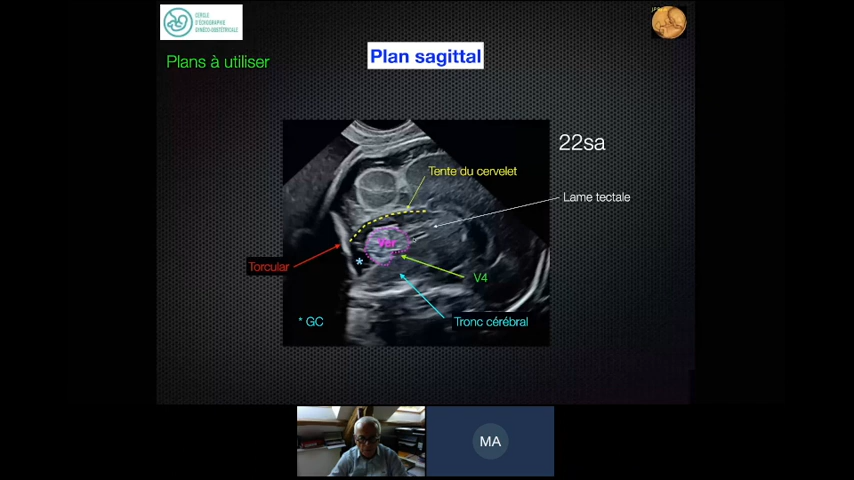 CERCLE
D'ÉCHOGRAPHIE
GYNÉCO-OBSTÉTRICALE
Plans à utiliser
Plan sagittal
22sa
Tente du cervelet
Lame tectale
Ver
Torcular
*
V4
* GC
Tronc cérébral
MA